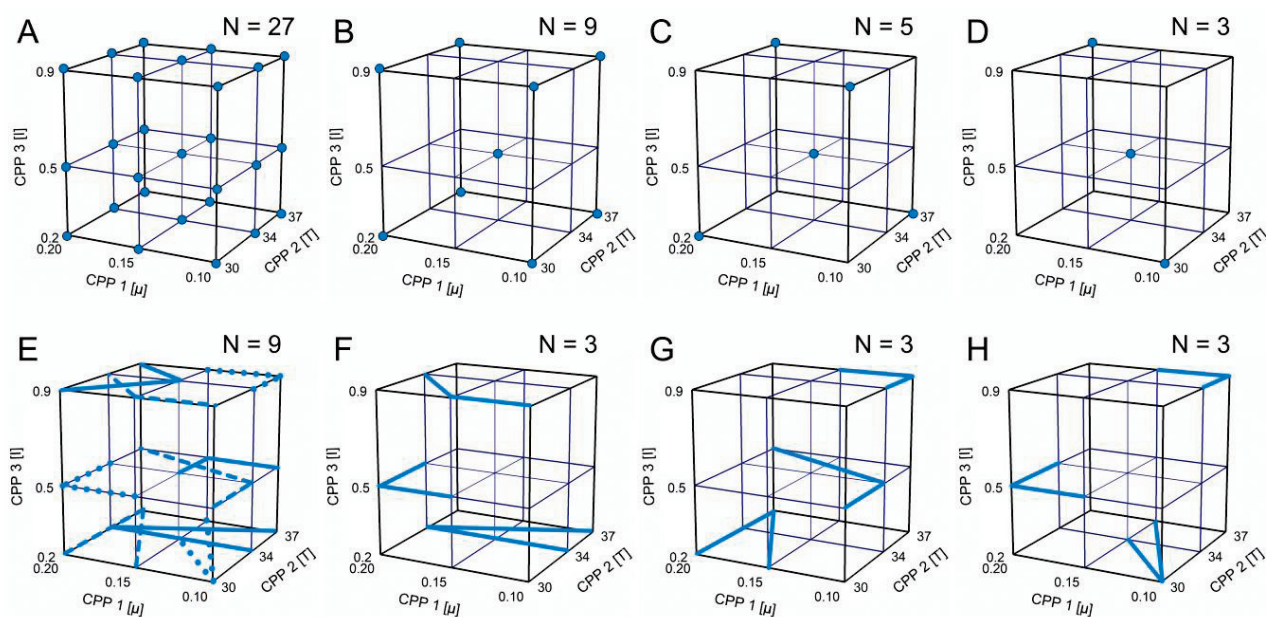 A N = 27
0.9
CPP 3 [I]
0.5
0.2
0.20
0.15
0.10
CPP 1 [µ]
30
34
37
CPP 2 [T]
B N = 9
0.9
CPP 3 [I]
0.5
0.2
0.20
0.15
0.10
CPP 1 [µ]
30
34
37
CPP 2 [T]
C N = 5
0.9
CPP 3 [I]
0.5
0.2
0.20
0.15
0.10
CPP 1 [µ]
30
34
37
CPP 2 [T]
D N = 3
0.9
CPP 3 [I]
0.5
0.2
0.20
0.15
0.10
CPP 1 [µ]
30
34
37
CPP 2 [T]
E N = 9
0.9
CPP 3 [I]
0.5
0.2
0.20
0.15
0.10
CPP 1 [µ]
30
34
37
CPP 2 [T]
F N = 3
0.9
CPP 3 [I]
0.5
0.2
0.20
0.15
0.10
CPP 1 [µ]
30
34
37
CPP 2 [T]
G N = 3
0.9
CPP 3 [I]
0.5
0.2
0.20
0.15
0.10
CPP 1 [µ]
30
34
37
CPP 2 [T]
H N = 3
0.9
CPP 3 [I]
0.5
0.2
0.20
0.15
0.10
CPP 1 [µ]
30
34
37
CPP 2 [T]